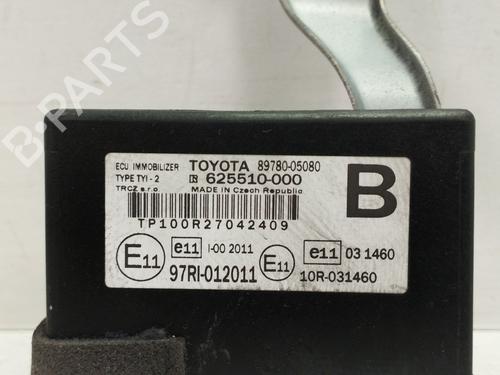 B-PARTS
ECU IMMOBILIZER TOYOTA 89780-05080
TYPE TYI-2 625510-000
TRCZ s.r.o MADE IN Czech Republic
B
TP100R27042409
E11 e11 I-00 2011 e11 03 1460
97RI-012011 E11 10R-031460